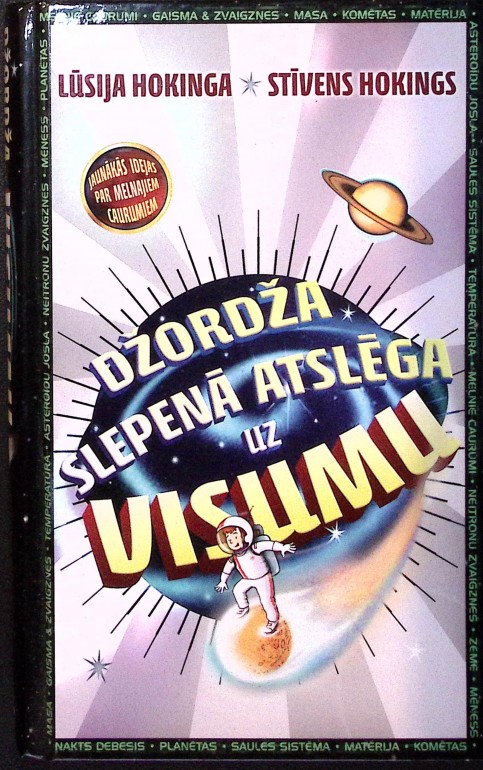 MELNIE CAURUMI • GAISMA & ZVAIGZNES • MASA • KOMĒTAS • MATĒRIJA •
LŪSIJA HOKINGA STĪVENS HOKINGS
JAUNĀKĀS IDEJAS
PAR MELNAJIEM
CAURUMIEM
DŽORDŽA
SLEPENĀ ATSLĒGA
UZ
VISUMU
ASTEROĪDU JOSLA • SAULES SISTĒMA • TEMPERATŪRA • MELNIE CAURUMI • NEITRONU ZVAIGZNES • ZEME • MĒNESS
MASA • GAISMA & ZVAIGZNES • TEMPERATŪRA • ASTEROĪDU JOSLA • NEITRONU ZVAIGZNES • MĒNESS • PLANĒTAS
NAKTS DEBESIS • PLANĒTAS • SAULES SISTĒMA • MATĒRIJA • KOMĒTAS •